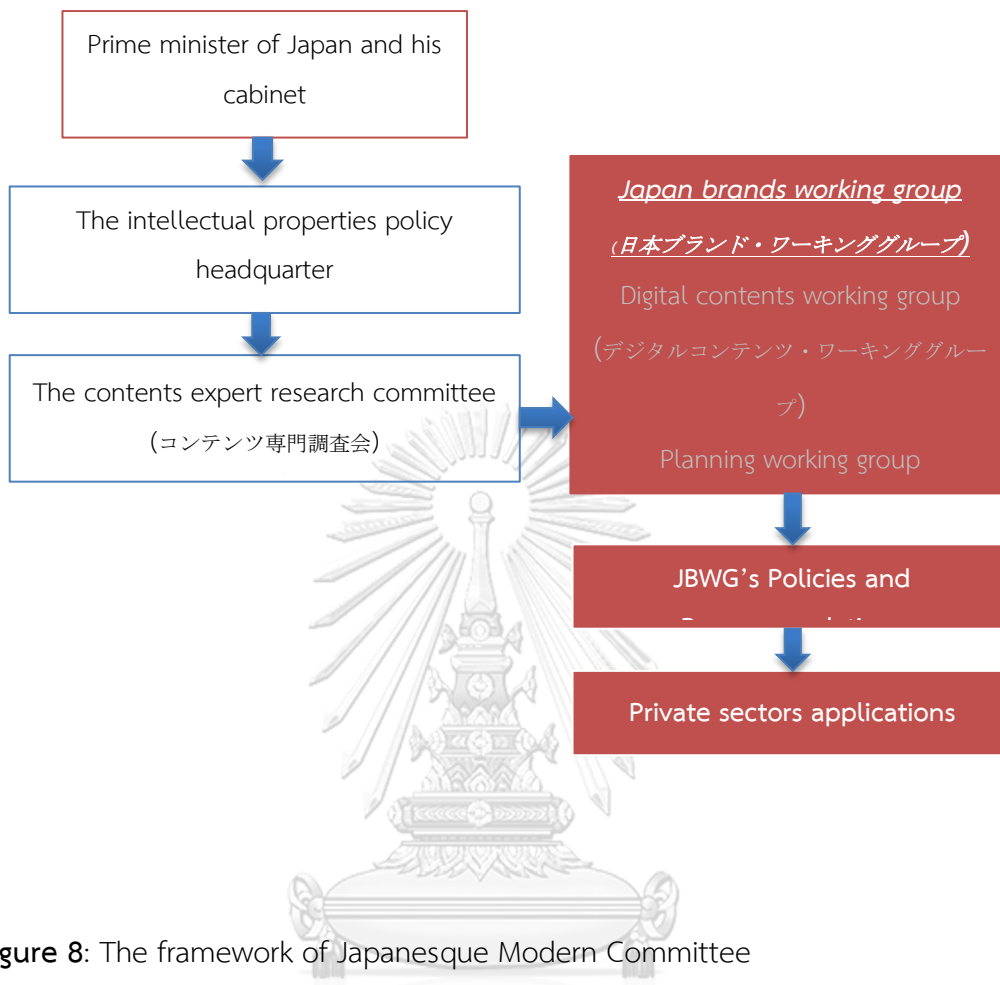 Prime minister of Japan and his
cabinet
The intellectual properties policy
headquarter
The contents expert research committee
(コンテンツ専門調査会)
Japan brands working group
(日本ブランド・ワーキンググループ)
Digital contents working group
(デジタルコンテンツ・ワーキンググルー
プ)
Planning working group
JBWG's Policies and
Private sectors applications
gure 8: The framework of Japanesque Modern Committee